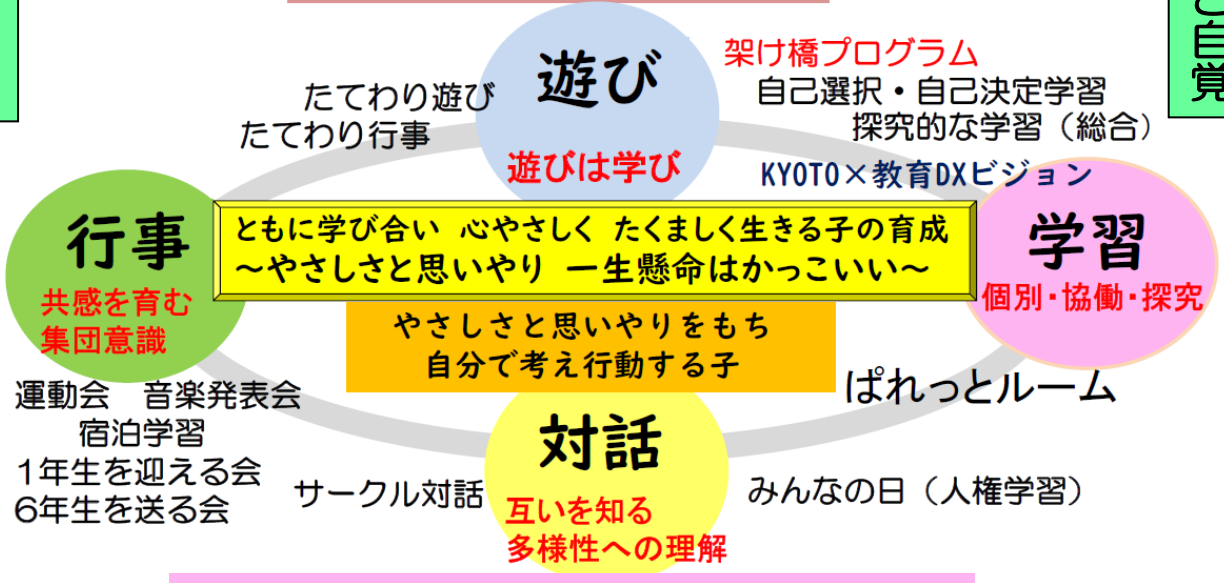 自覚
遊び
遊びは学び
たてわり遊び
たてわり行事
架け橋プログラム
自己選択・自己決定学習
探究的な学習（総合）
KYOTO×教育DXビジョン
行事
共感を育む
集団意識
ともに学び合い 心やさしく たくましく生きる子の育成
～やさしさと思いやり 一生懸命はかっこいい～
学習
個別・協働・探究
やさしさと思いやりをもち
自分で考え行動する子
運動会 音楽発表会
宿泊学習
1年生を迎える会
6年生を送る会
ぱれっとルーム
対話
互いを知る
多様性への理解
サークル対話
みんなの日（人権学習）